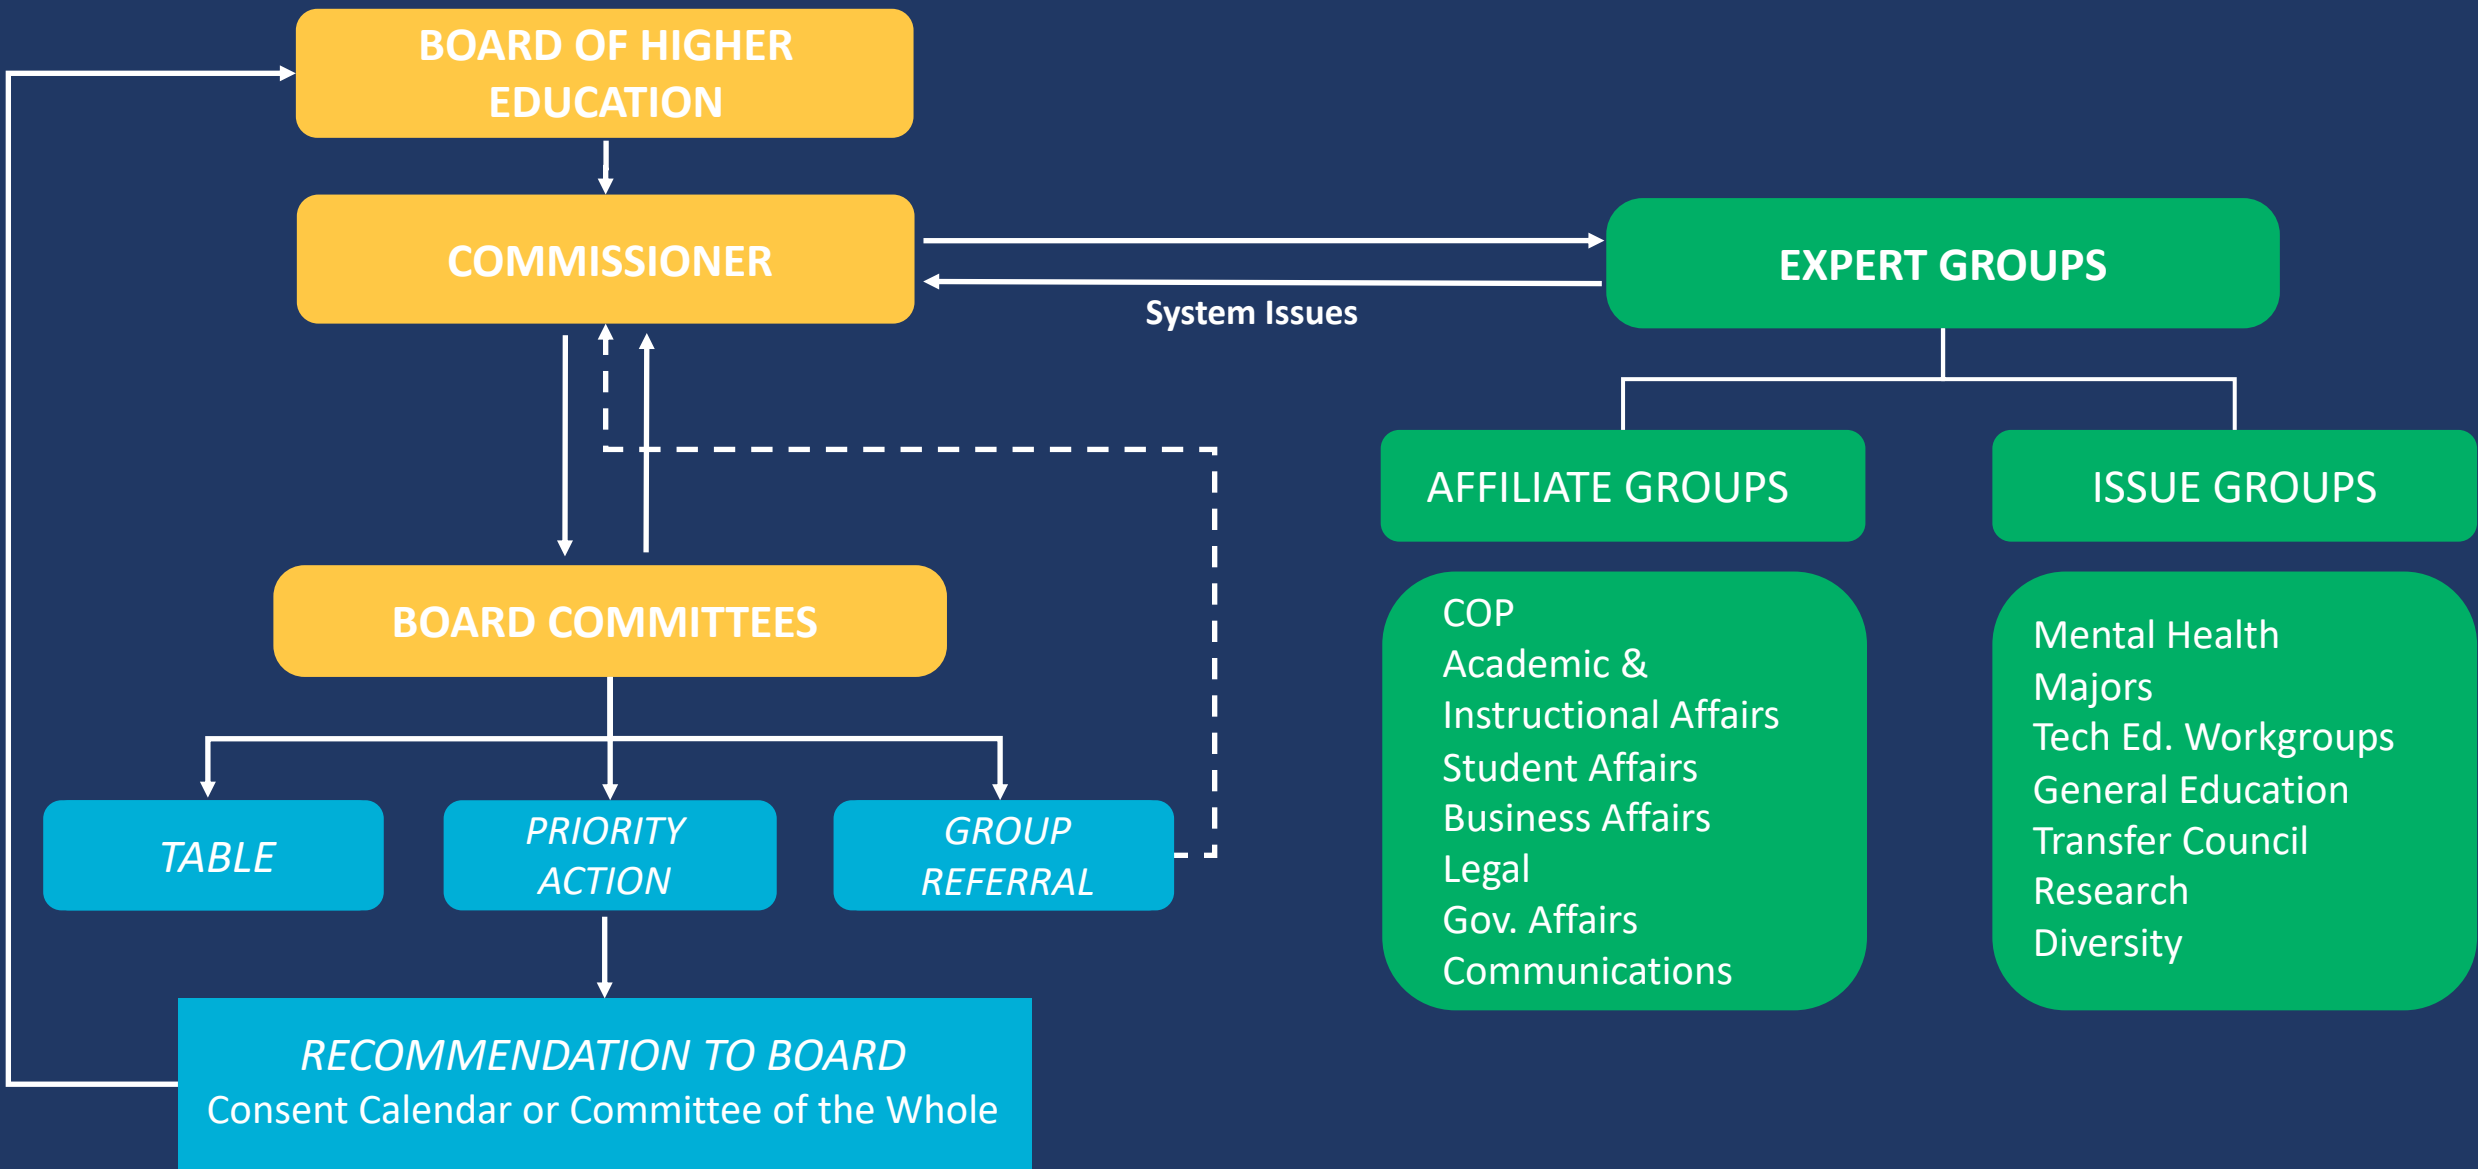 BOARD OF HIGHER
EDUCATION
COMMISSIONER
EXPERT GROUPS
System Issues
AFFILIATE GROUPS
ISSUE GROUPS
BOARD COMMITTEES
COP
Academic &
Instructional Affairs
Student Affairs
Business Affairs
Legal
Gov. Affairs
Communications
Mental Health
Majors
Tech Ed. Workgroups
General Education
Transfer Council
Research
Diversity
TABLE
PRIORITY
ACTION
GROUP
REFERRAL
RECOMMENDATION TO BOARD
Consent Calendar or Committee of the Whole